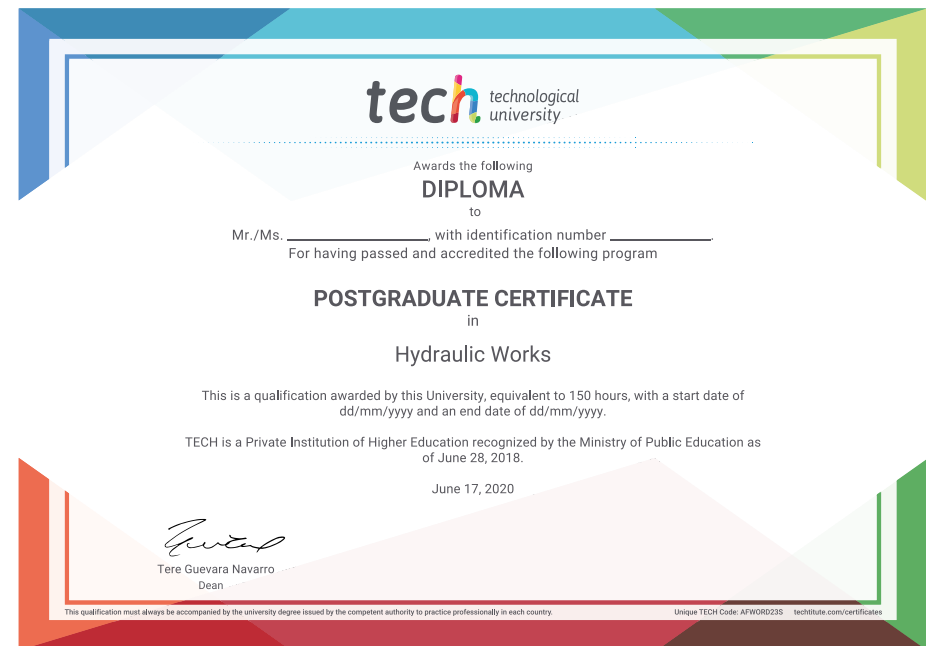 tech technological
university
Awards the following
DIPLOMA
to
Mr./Ms. ____________________, with identification number ______________.
For having passed and accredited the following program
POSTGRADUATE CERTIFICATE
in
Hydraulic Works
This is a qualification awarded by this University, equivalent to 150 hours, with a start date of
dd/mm/yyyy and an end date of dd/mm/yyyy.
TECH is a Private Institution of Higher Education recognized by the Ministry of Public Education as
of June 28, 2018.
June 17, 2020
Tere Guevara Navarro
Dean
This qualification must always be accompanied by the university degree issued by the competent authority to practice professionally in each country. Unique TECH Code: AFWORD23S techtitute.com/certificates